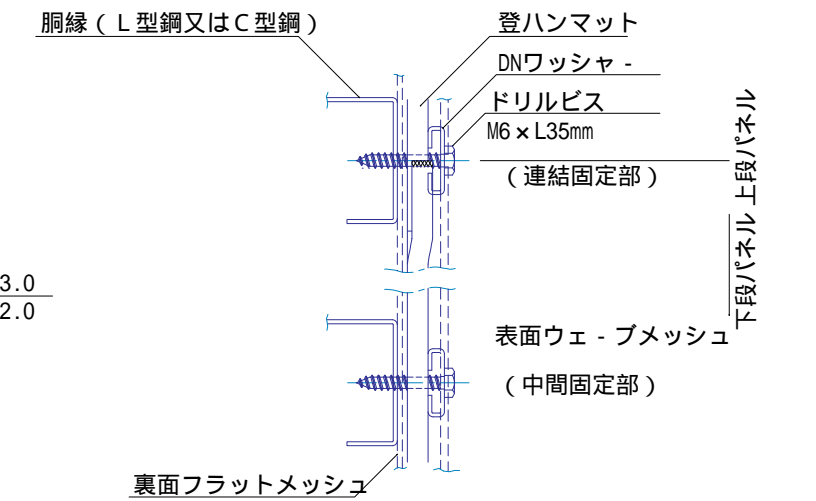 胴縁(L型鋼又はC型鋼)
登ハンマット
DNワッシャ-
ドリルビス
M6×L35mm
(連結固定部)
上段パネル
下段パネル
3.0
2.0
表面ウェ-ブメッシュ
(中間固定部)
裏面フラットメッシュ